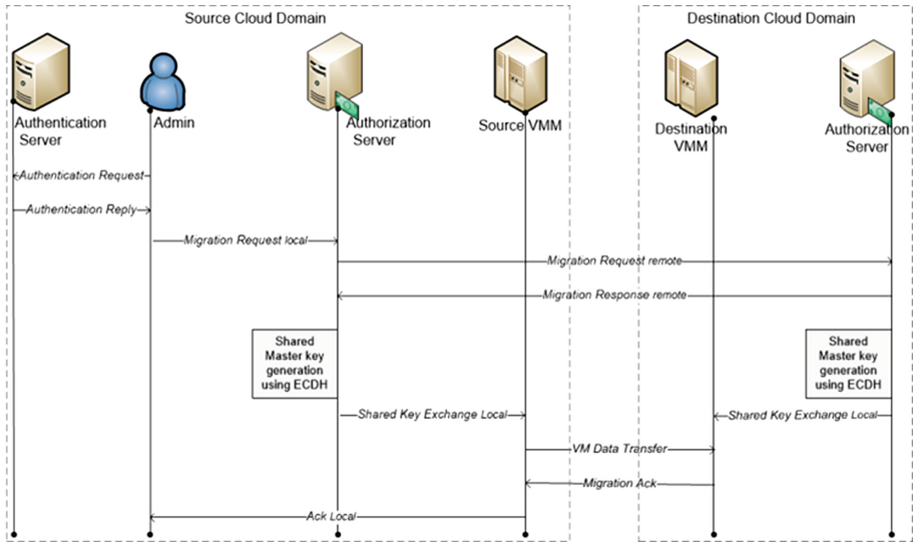 Source Cloud Domain
Destination Cloud Domain
Authentication
Server
Admin
Authorization
Server
Source VMM
Destination
VMM
Authorization
Server
Authentication Request
Authentication Reply
Migration Request local
Migration Request remote
Migration Response remote
Shared
Master key
generation
using ECDH
Shared
Master key
generation
using ECDH
Shared Key Exchange Local
Shared Key Exchange Local
VM Data Transfer
Migration Ack
Ack Local